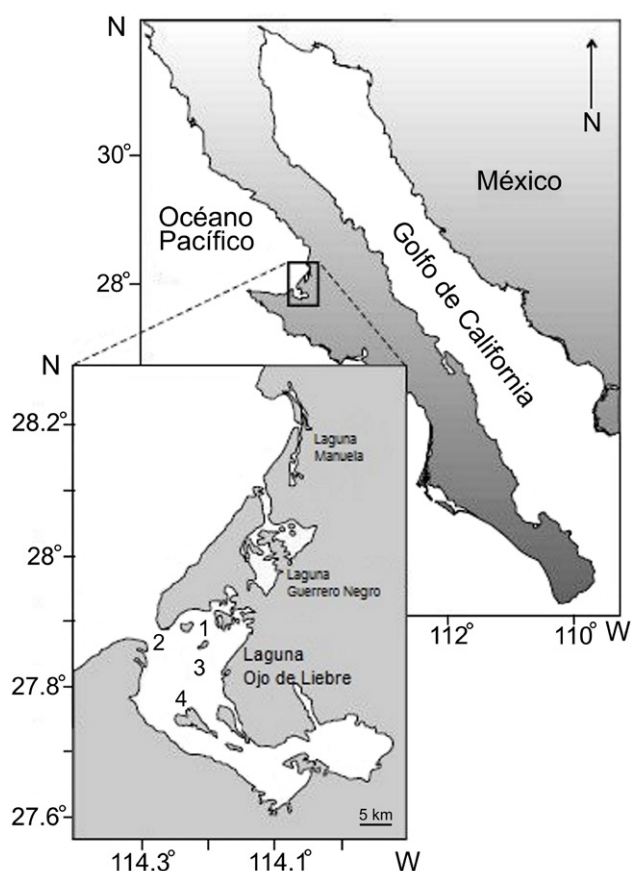 N
N
30°
México
Océano
Pacífico
Golfo de California
28°
N
28.2°
Laguna
Manuela
28°
Laguna
Guerrero Negro
112°
W
110°
1
2
3
Laguna
Ojo de Liebre
27.8°
4
27.6°
5 km
114.3°
114.1°
W